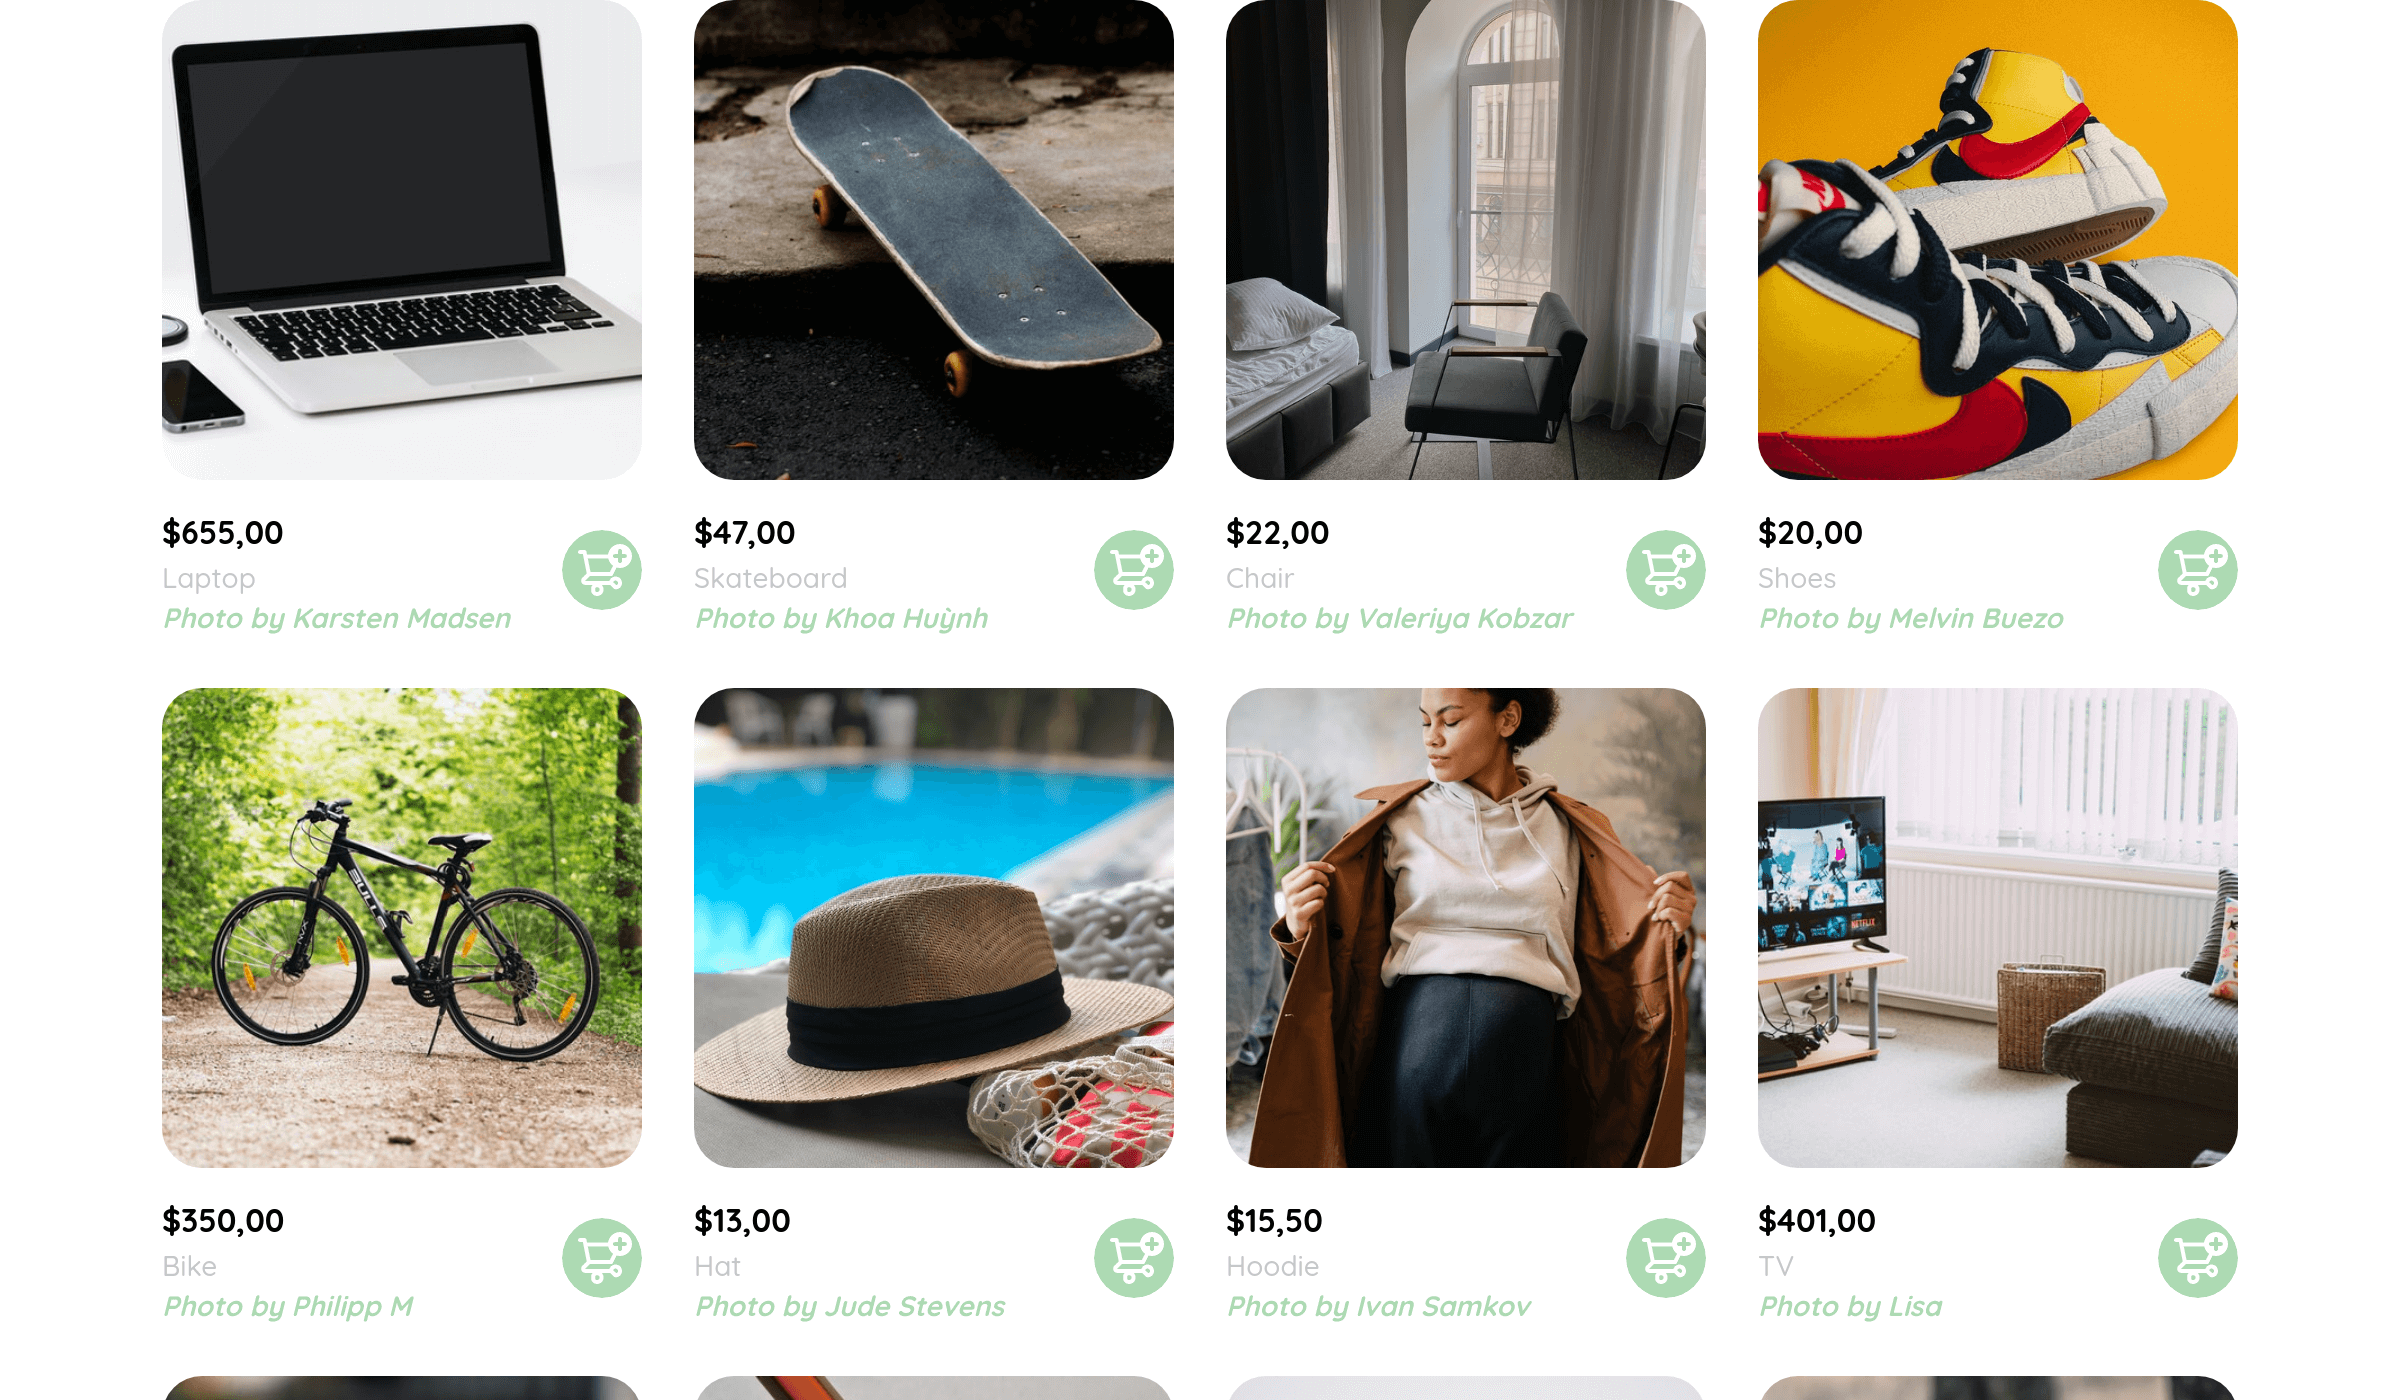 $655,00
Laptop
Photo by Karsten Madsen
$47,00
Skateboard
Photo by Khoa Huỳnh
$22,00
Chair
Photo by Valeriya Kobzar
$20,00
Shoes
Photo by Melvin Buezo
BULLS
NETFLIX
$350,00
Bike
Photo by Philipp M
$13,00
Hat
Photo by Jude Stevens
$15,50
Hoodie
Photo by Ivan Samkov
$401,00
TV
Photo by Lisa